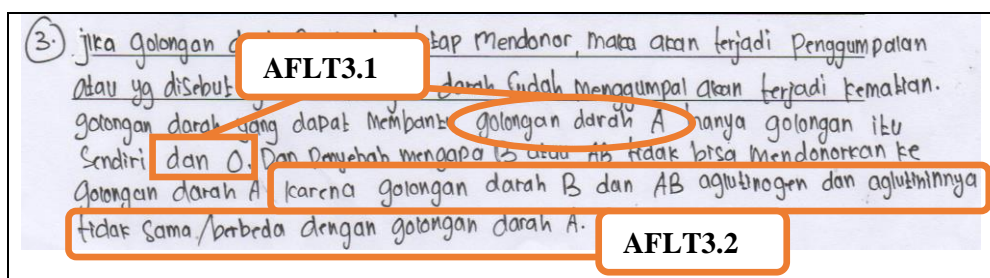 3. jika golongan tap Mendonor, maka akan terjadi Penggumpalan
AFLT3.1
atau yg disebut darah sudah menggumpal akan terjadi kematian.
golongan darah yang dapat membantu golongan darah A hanya golongan itu
Sendiri dan O. Dan Penyebab mengapa B atau AB tidak bisa mendonorkan ke
golongan darah A karena golongan darah B dan AB aglutinogen dan aglutininnya
tidak sama/berbeda dengan golongan darah A.
AFLT3.2